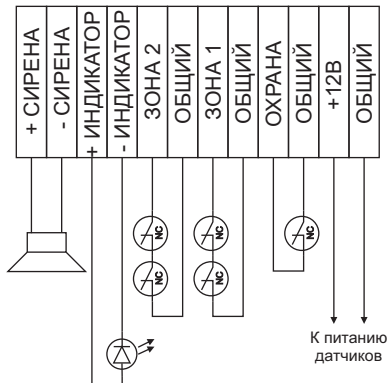 + СИРЕНА
- СИРЕНА
+ ИНДИКАТОР
- ИНДИКАТОР
ЗОНА 2
ОБЩИЙ
ЗОНА 1
ОБЩИЙ
ОХРАНА
ОБЩИЙ
+12В
ОБЩИЙ
NC
NC
NC
NC
NC
К питанию
датчиков